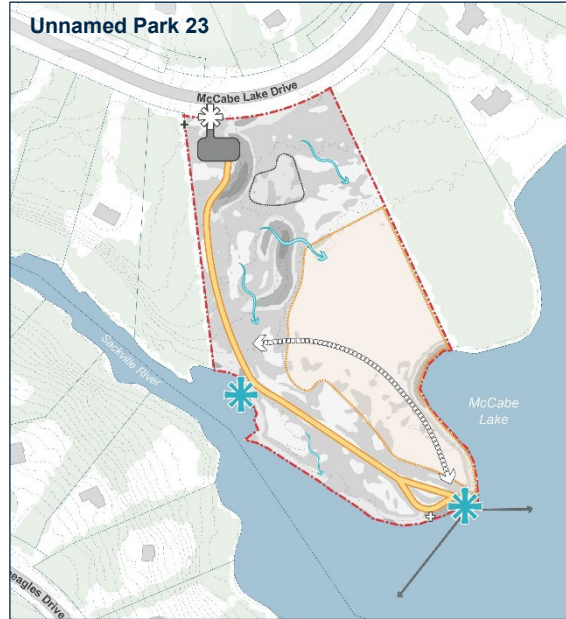 Unnamed Park 23
McCabe Lake Drive
Sackville River
McCabe
Lake
eagles Drive